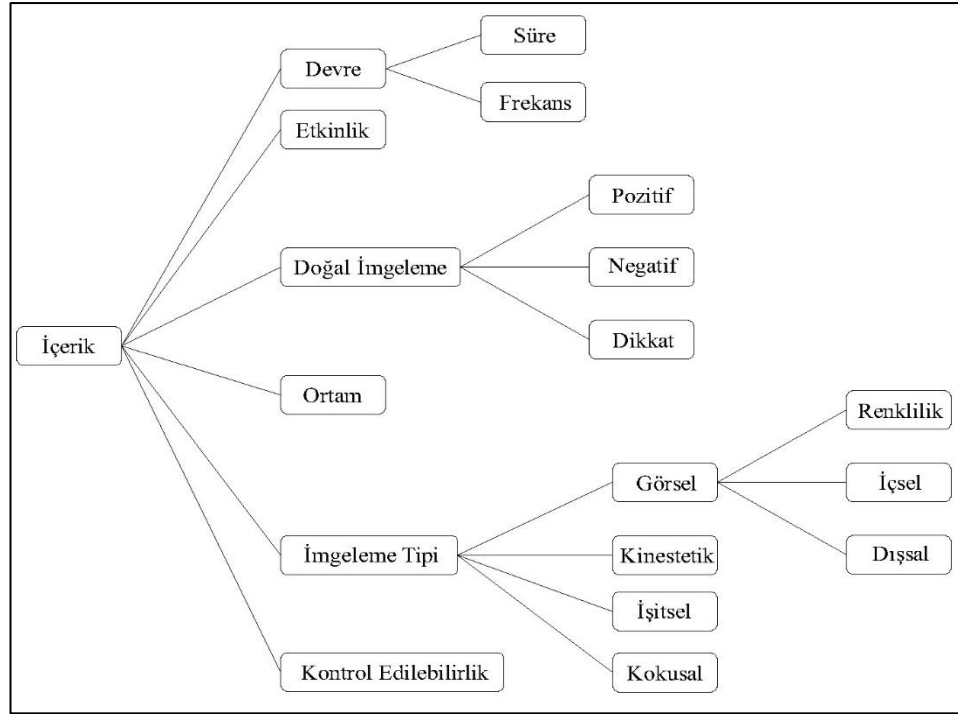 Süre
Devre
Frekans
Etkinlik
Pozitif
Doğal İmgeleme
Negatif
Dikkat
İçerik
Ortam
Renklilik
Görsel
İçsel
Dışsal
İmgeleme Tipi
Kinestetik
İşitsel
Kokusal
Kontrol Edilebilirlik